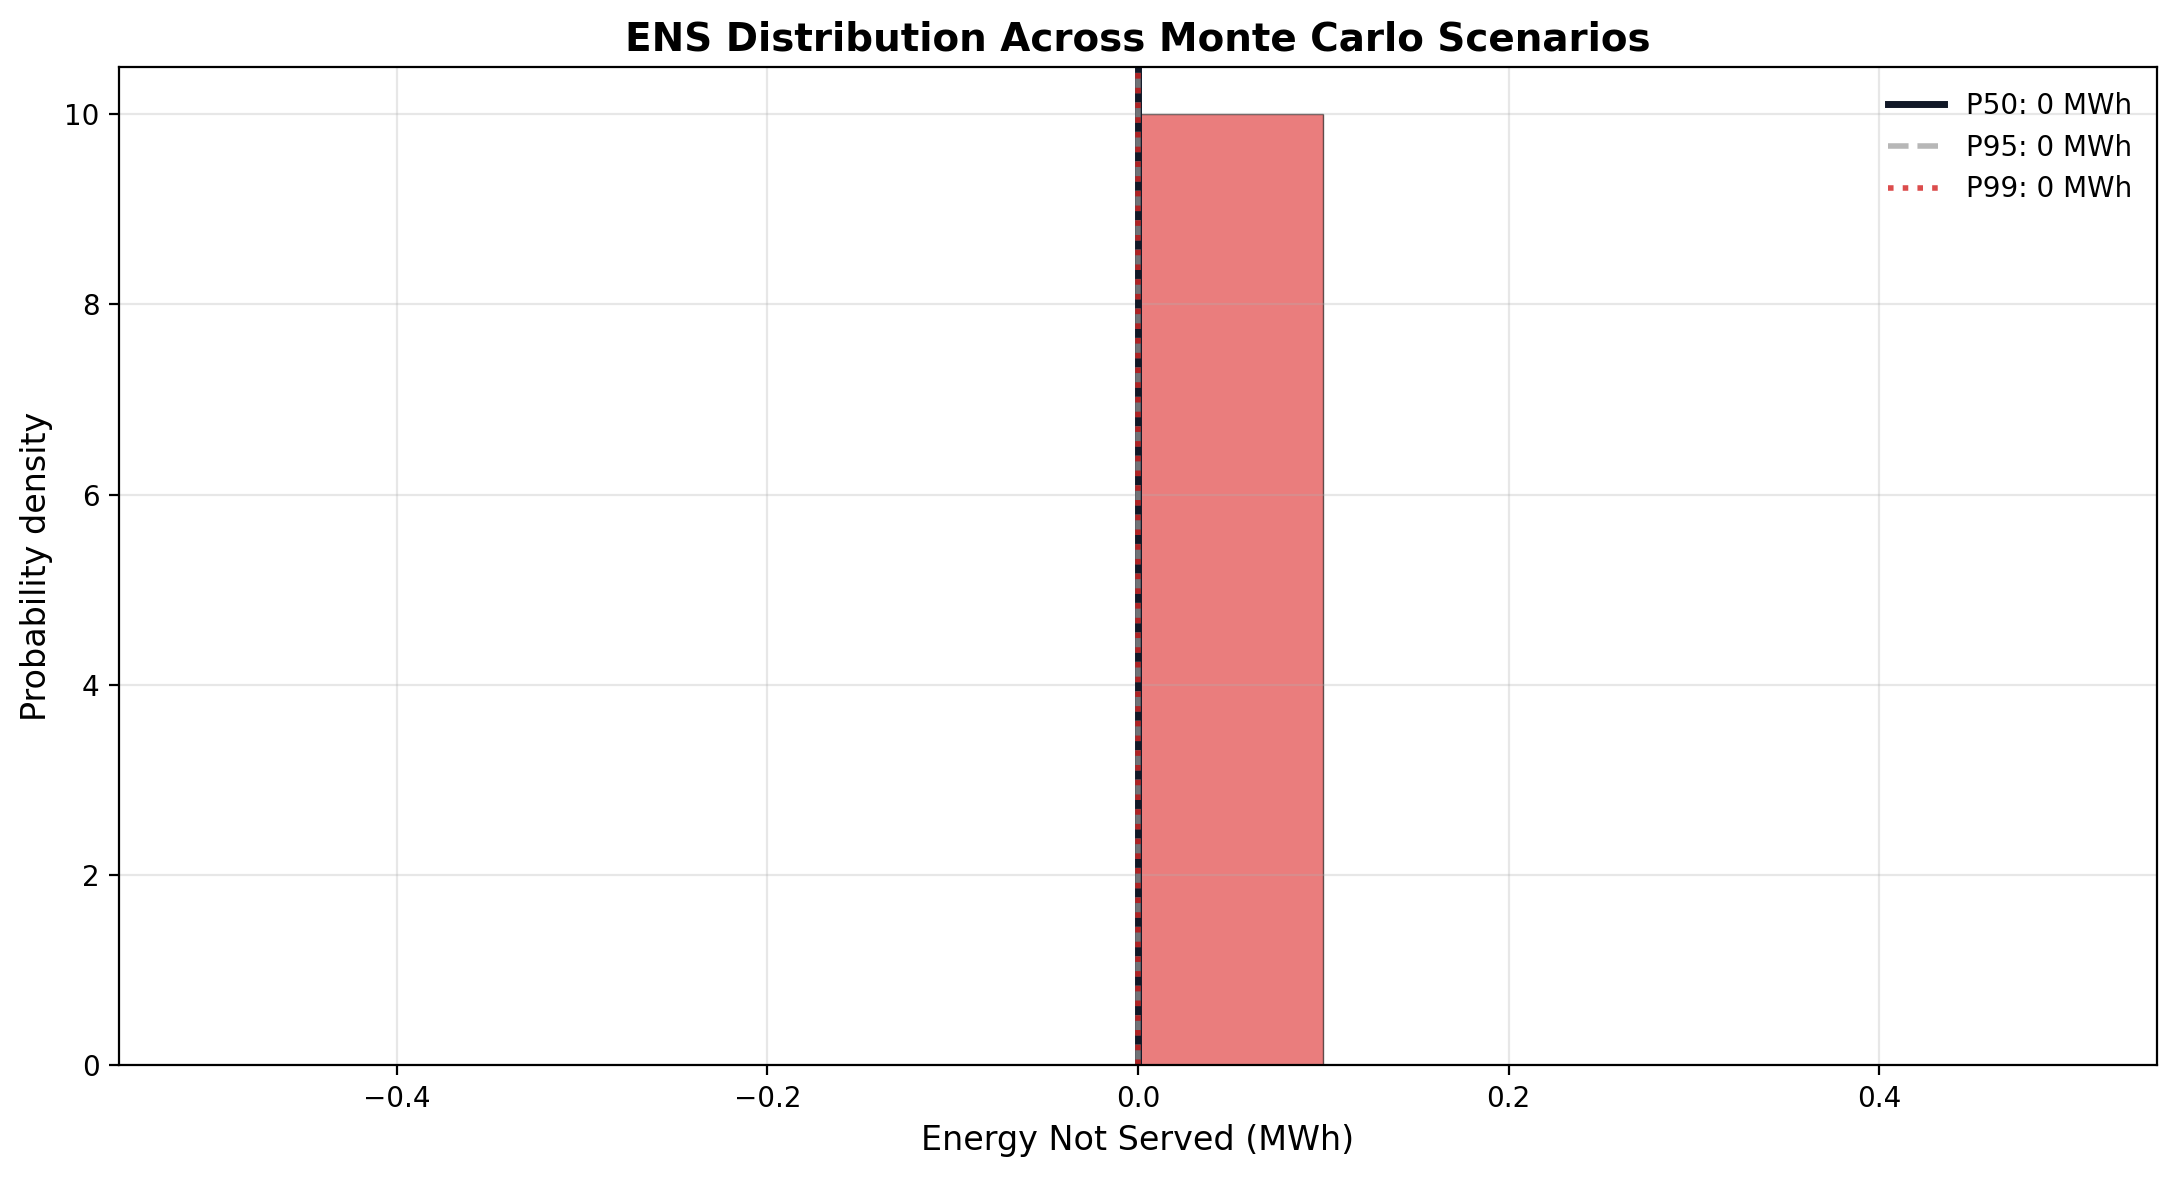 ENS Distribution Across Monte Carlo Scenarios
P50: 0 MWh
P95: 0 MWh
P99: 0 MWh
Probability density
10
8
6
4
2
0
−0.4
−0.2
0.0
0.2
0.4
Energy Not Served (MWh)